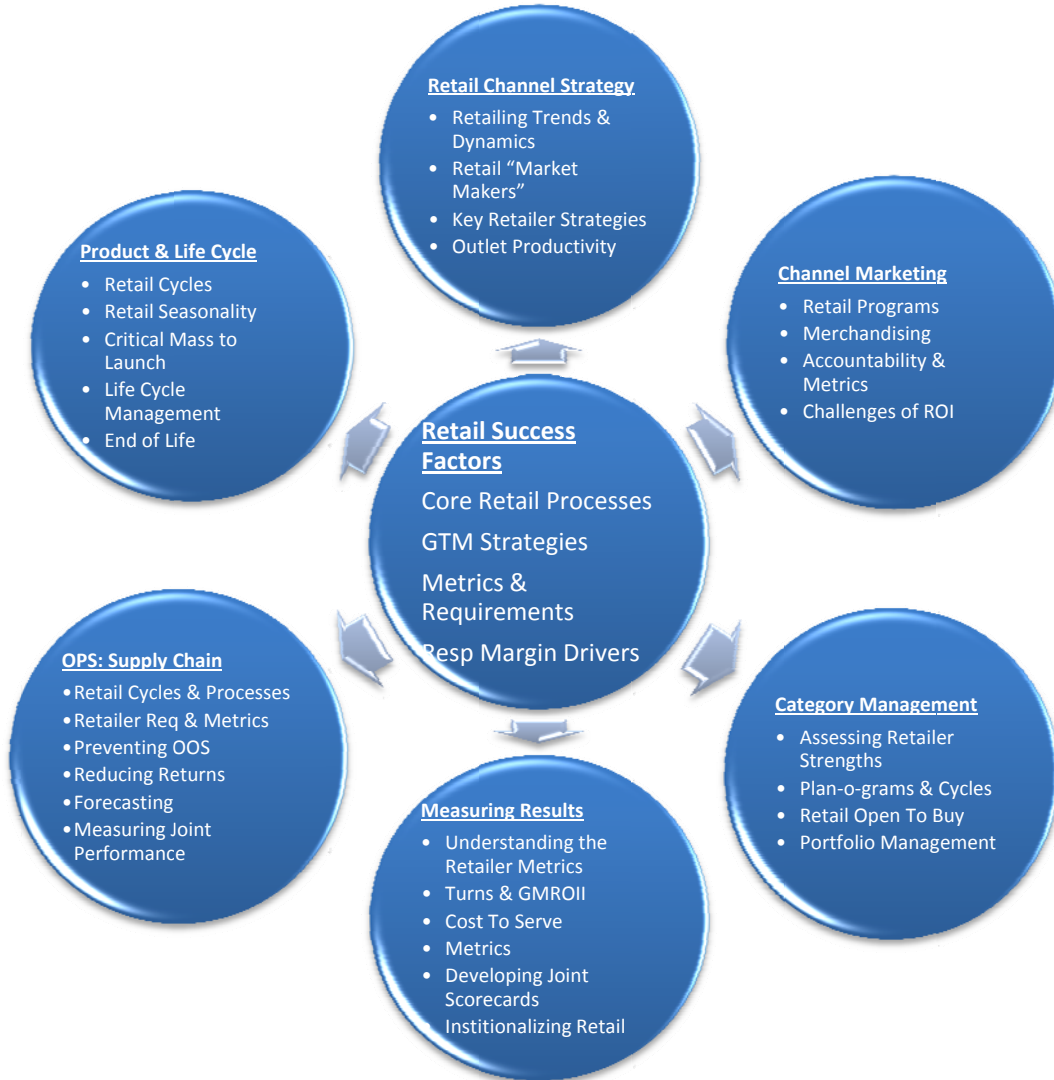 Retail Channel Strategy
• Retailing Trends &
Dynamics
• Retail “Market
Makers”
• Key Retailer Strategies
• Outlet Productivity
Product & Life Cycle
• Retail Cycles
• Retail Seasonality
• Critical Mass to
Launch
• Life Cycle
Management
• End of Life
Channel Marketing
• Retail Programs
• Merchandising
• Accountability &
Metrics
• Challenges of ROI
Retail Success
Factors
Core Retail Processes
GTM Strategies
Metrics &
Requirements
Resp Margin Drivers
OPS: Supply Chain
•Retail Cycles & Processes
•Retailer Req & Metrics
•Preventing OOS
•Reducing Returns
•Forecasting
•Measuring Joint
Performance
Category Management
• Assessing Retailer
Strengths
• Plan-o-grams & Cycles
• Retail Open To Buy
• Portfolio Management
Measuring Results
• Understanding the
Retailer Metrics
• Turns & GMROII
• Cost To Serve
• Metrics
• Developing Joint
Scorecards
• Institionalizing Retail